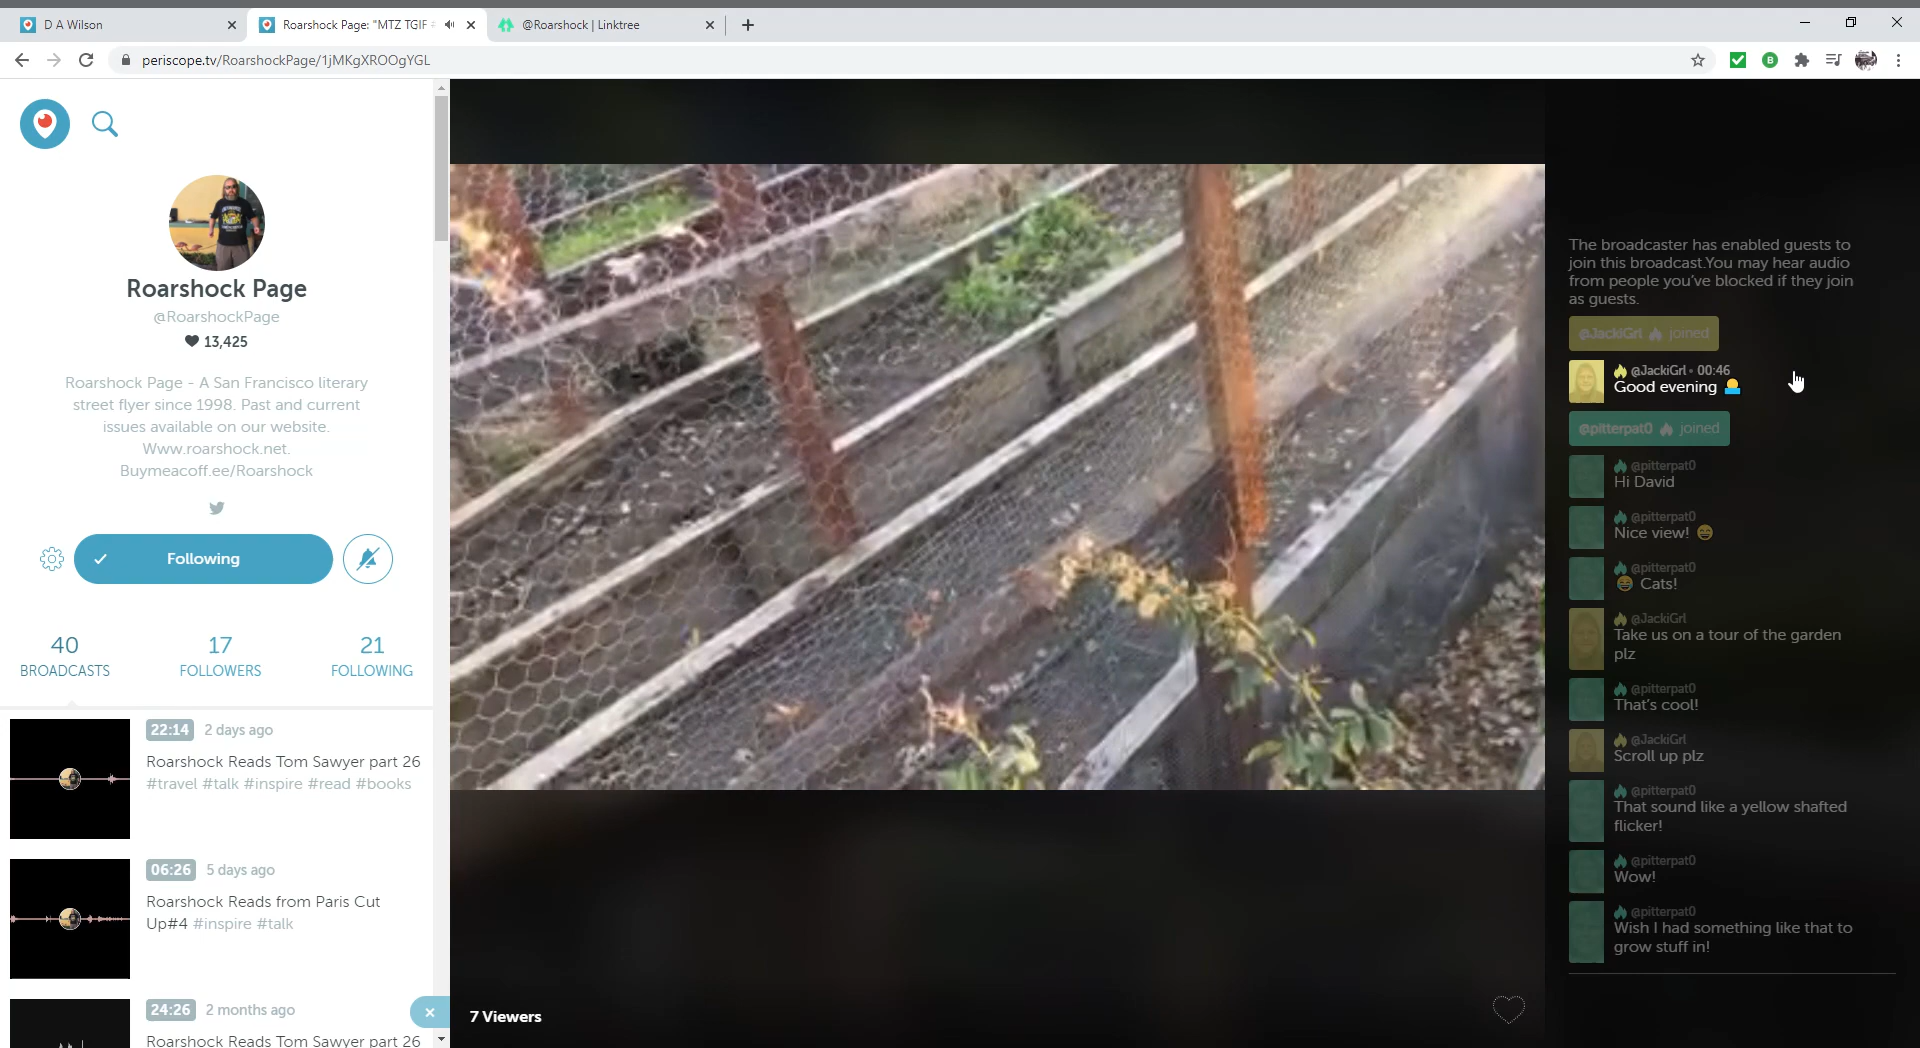 D A Wilson
Roarshock Page: "MTZ TGIF
@Roarshock | Linktree
periscope.tv/RoarshockPage/1jMKgXROOgYGL
B
Roarshock Page
@RoarshockPage
13,425
Roarshock Page - A San Francisco literary
street flyer since 1998. Past and current
issues available on our website.
Www.roarshock.net.
Buymeacoff.ee/Roarshock
Following
40
BROADCASTS
17
FOLLOWERS
21
FOLLOWING
22:14 2 days ago
Roarshock Reads Tom Sawyer part 26
#travel #talk #inspire #read #books
06:26 5 days ago
Roarshock Reads from Paris Cut
Up#4 #inspire #talk
24:26 2 months ago
Roarshock Reads Tom Sawyer part 26
7 Viewers
The broadcaster has enabled guests to
join this broadcast.You may hear audio
from people you've blocked if they join
as guests.
@JackiGrl joined
@JackiGrl • 00:46
Good evening
@pitterpat0 joined
@pitterpat0
Hi David
@pitterpat0
Nice view! 😄
@pitterpat0
😄 Cats!
@JackiGrl
Take us on a tour of the garden
plz
@pitterpat0
That's cool!
@JackiGrl
Scroll up plz
@pitterpat0
That sound like a yellow shafted
flicker!
@pitterpat0
Wow!
@pitterpat0
Wish I had something like that to
grow stuff in!